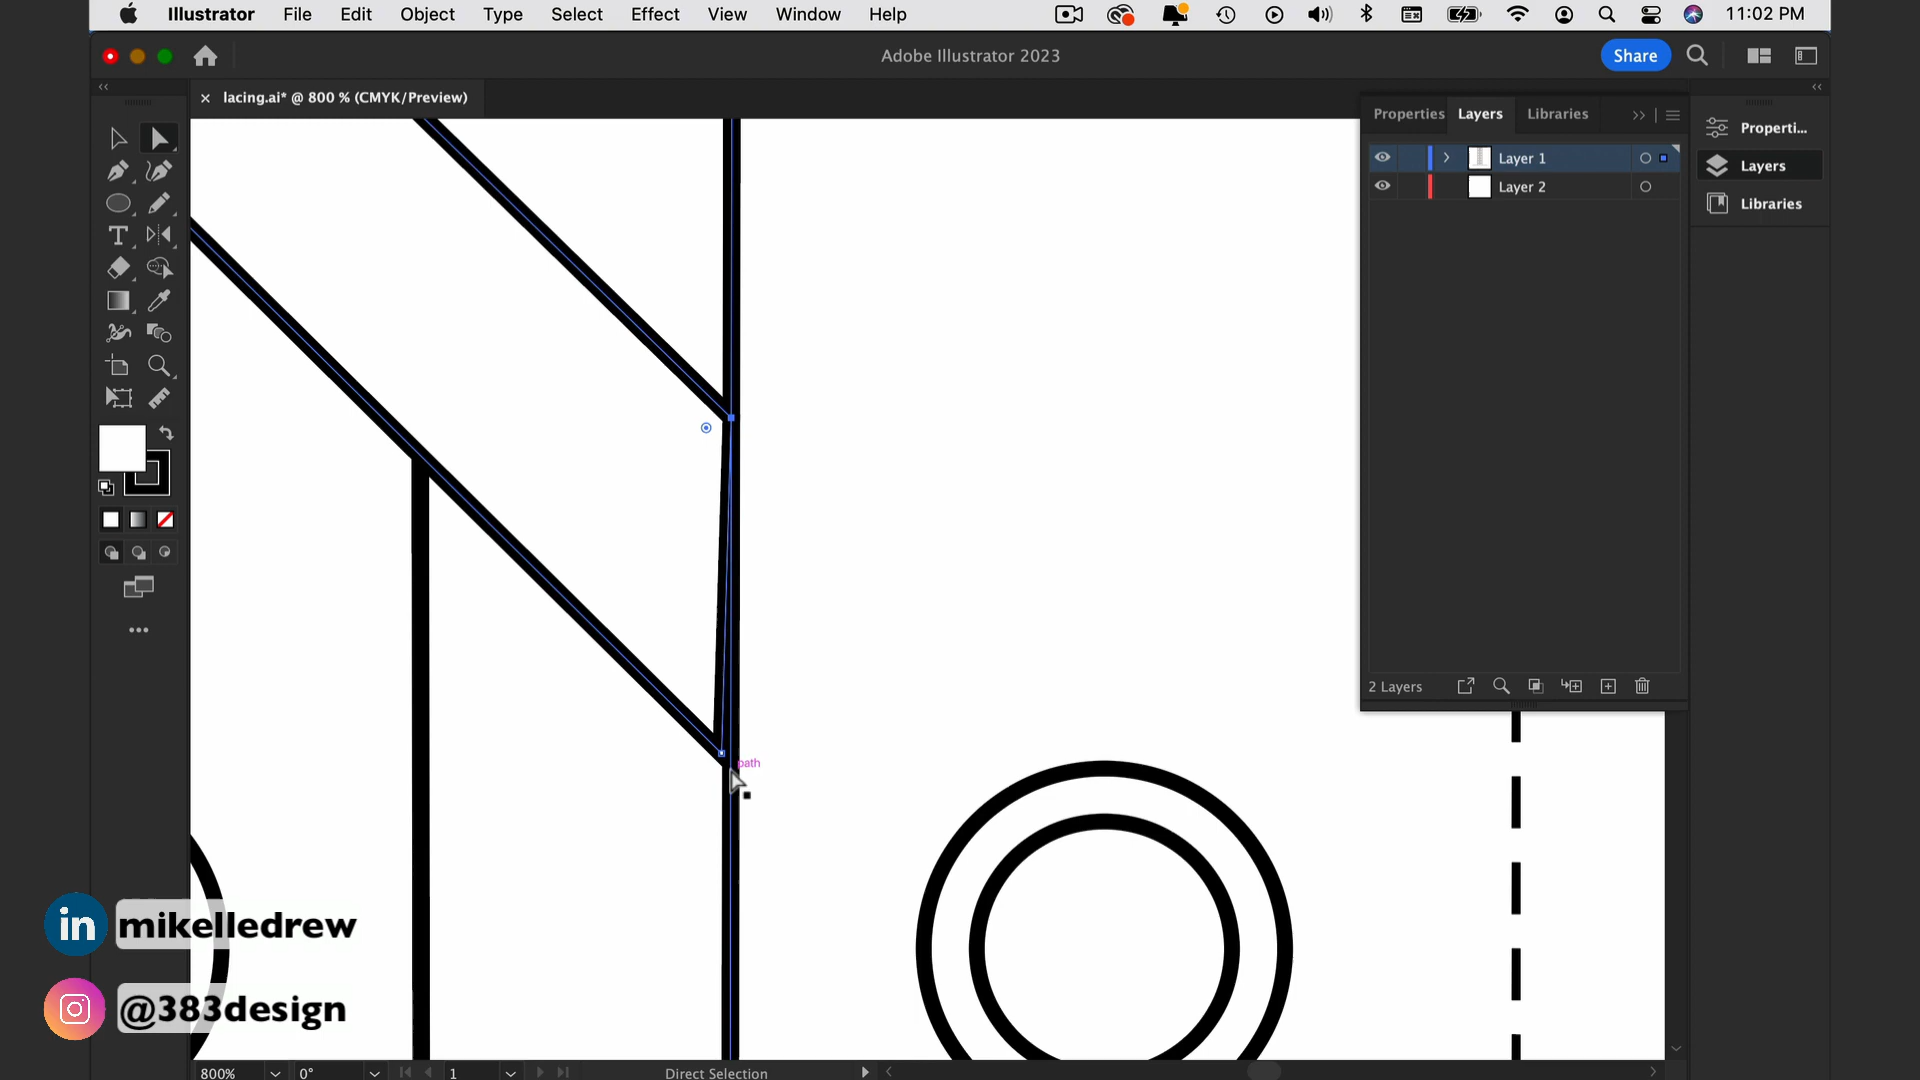 Illustrator File Edit Object Type Select Effect View Window Help 11:02 PM
Adobe Illustrator 2023
Share
× lacing.ai* @ 800 % (CMYK/Preview)
Properties Layers Libraries
Layer 1
Layer 2
Properti...
Layers
Libraries
path
2 Layers
in mikelledrew
@383design
800% 0° 1 Direct Selection